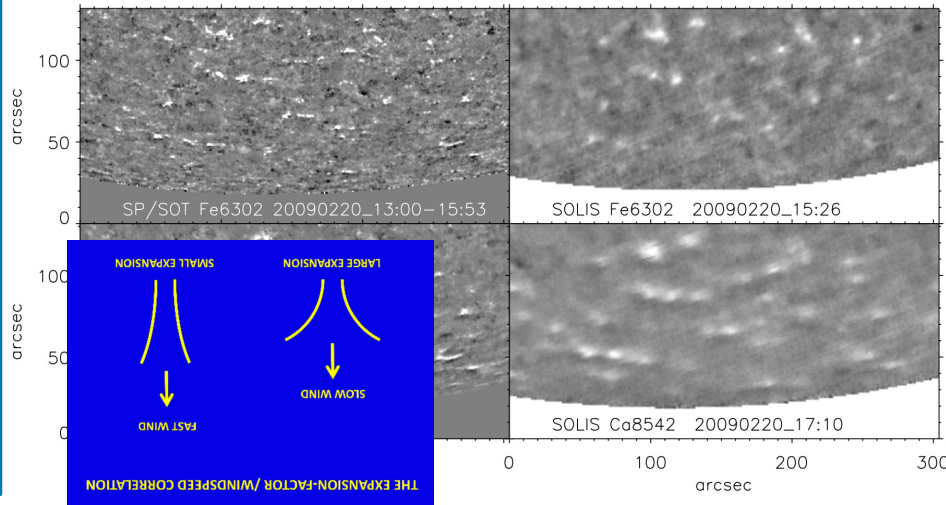 arcsec
100
50
0
SP/SOT Fe6302 20090220_13:00-15:53
SOLIS Fe6302 20090220_15:26
arcsec
100
50
0
SOLIS Ca8542 20090220_17:10
0 100 200 300
arcsec
THE EXPANSION-FACTOR / WINDSPEED CORRELATION
FAST WIND
SLOW WIND
LARGE EXPANSION
SMALL EXPANSION